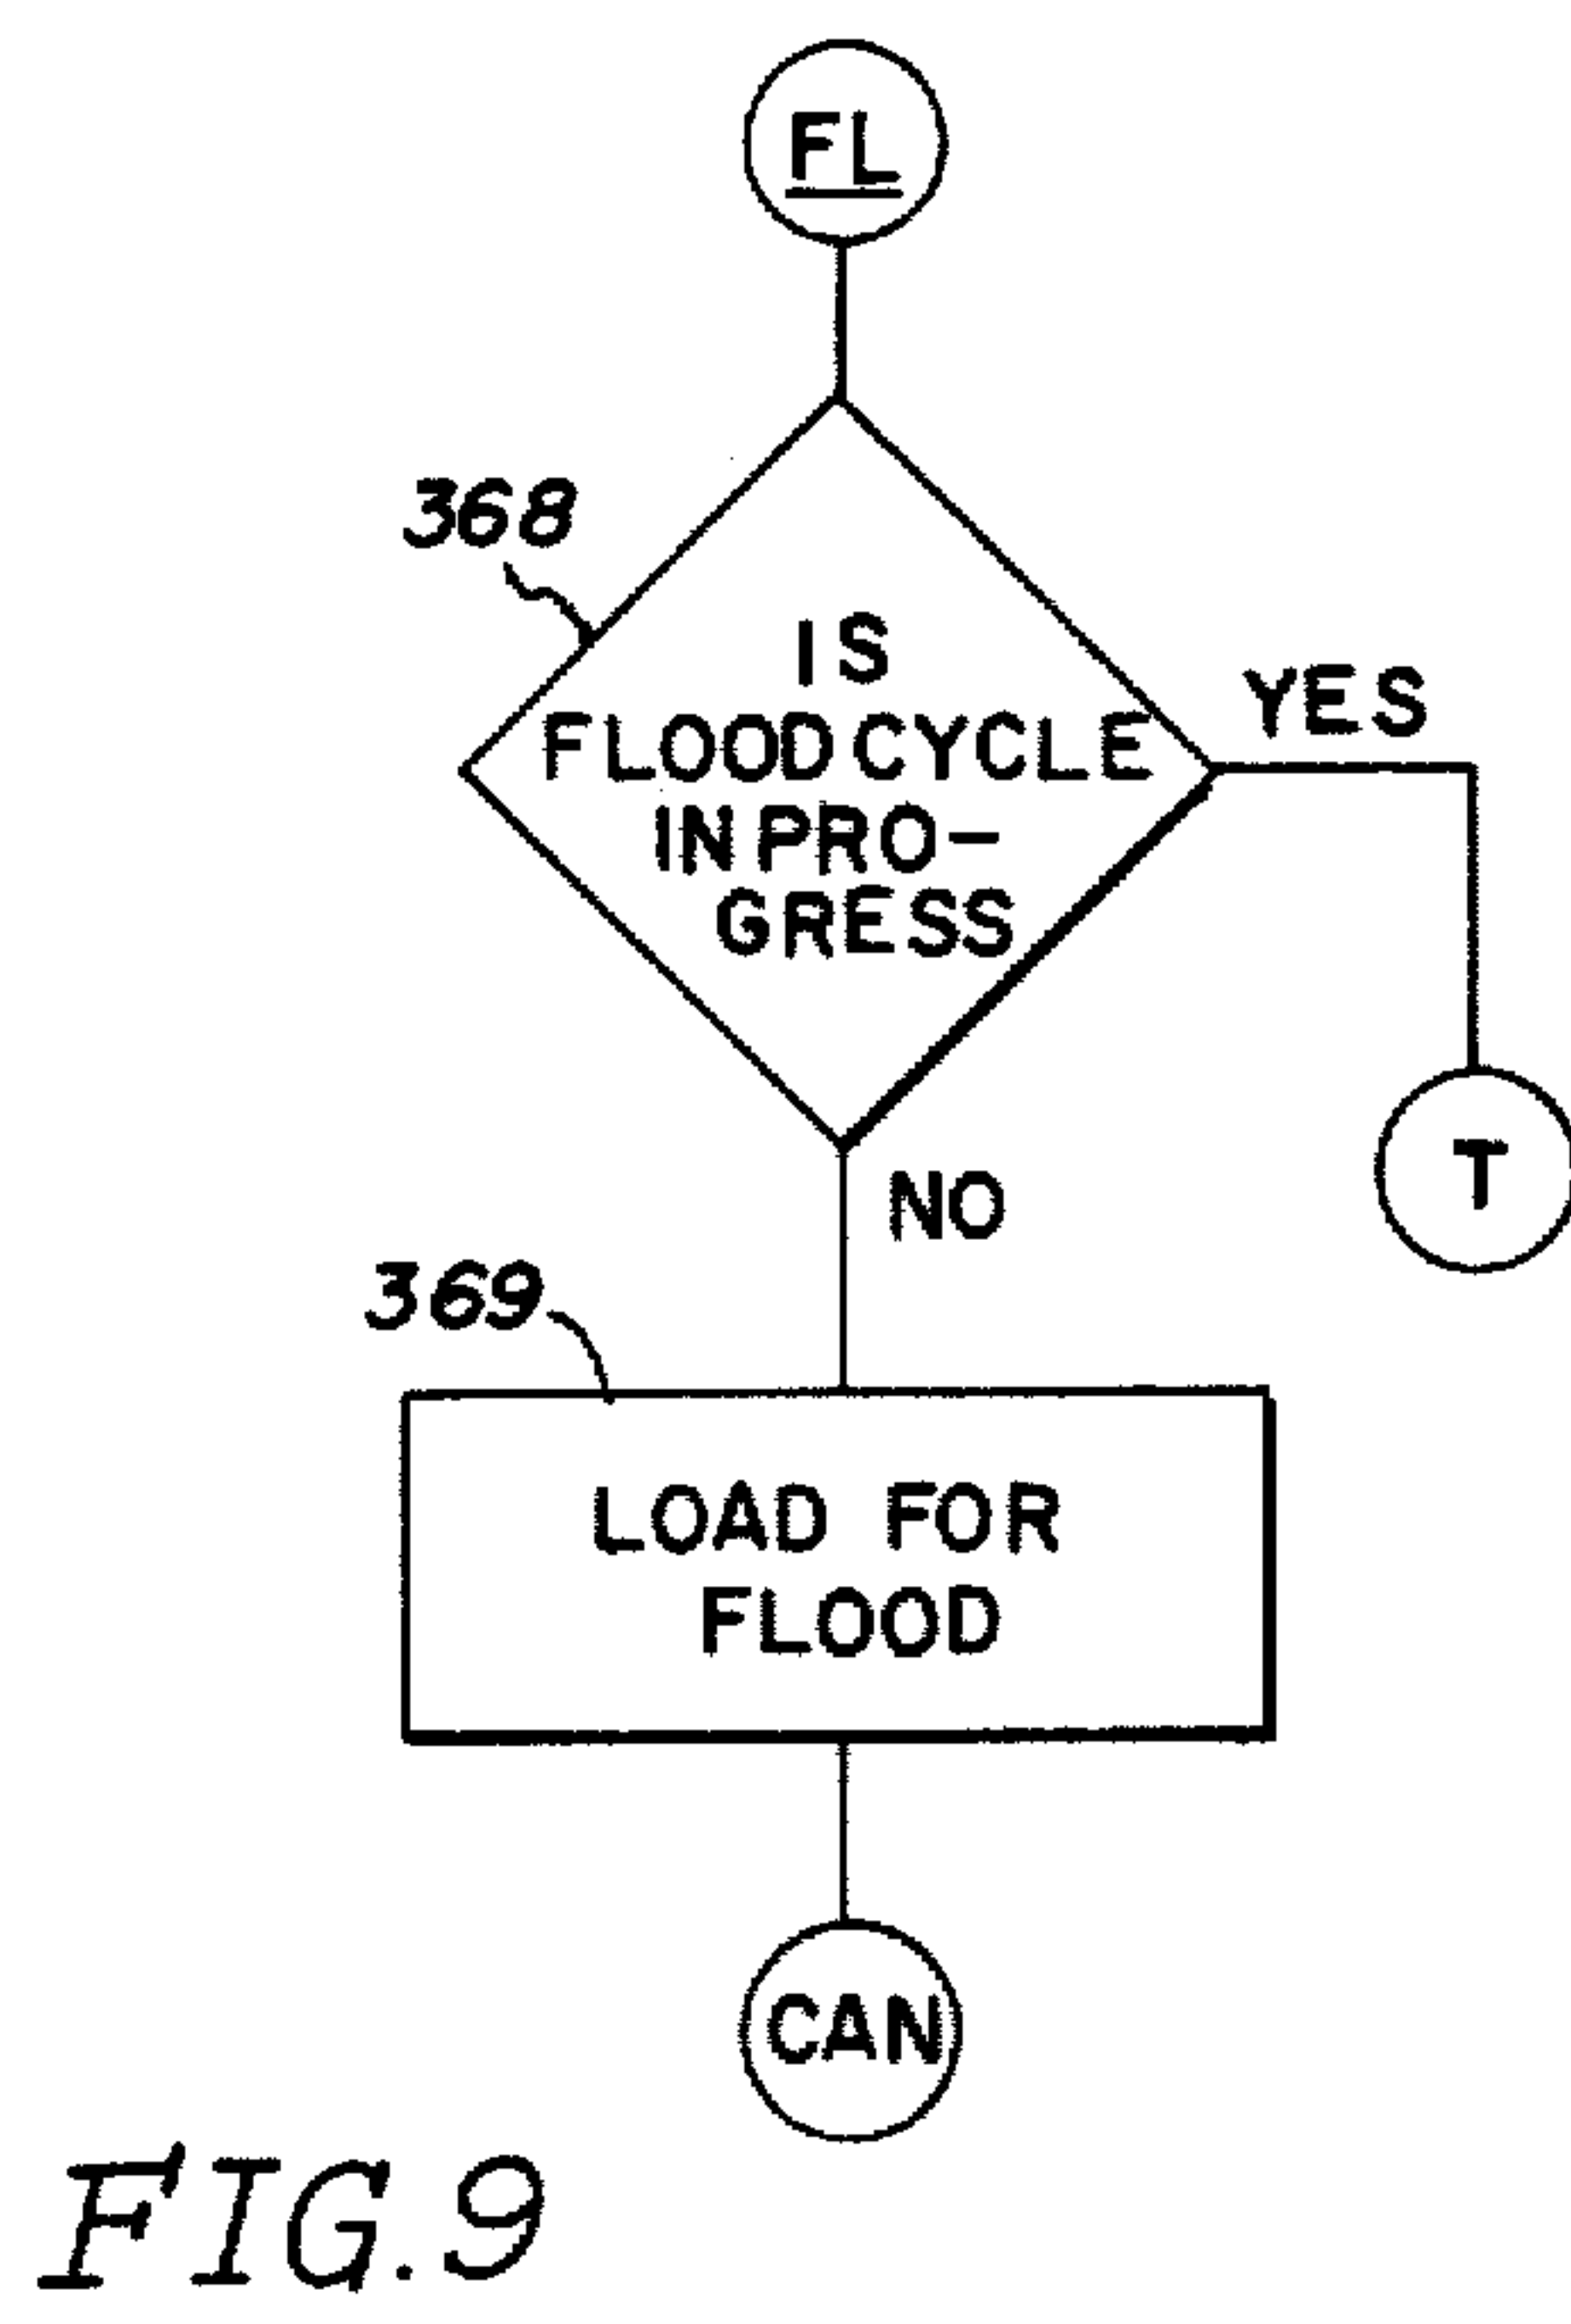 FL
368
IS
FLOOD CYCLE
IN PRO-
GRESS
YES
T
NO
369
LOAD FOR
FLOOD
CAN
FIG. 9